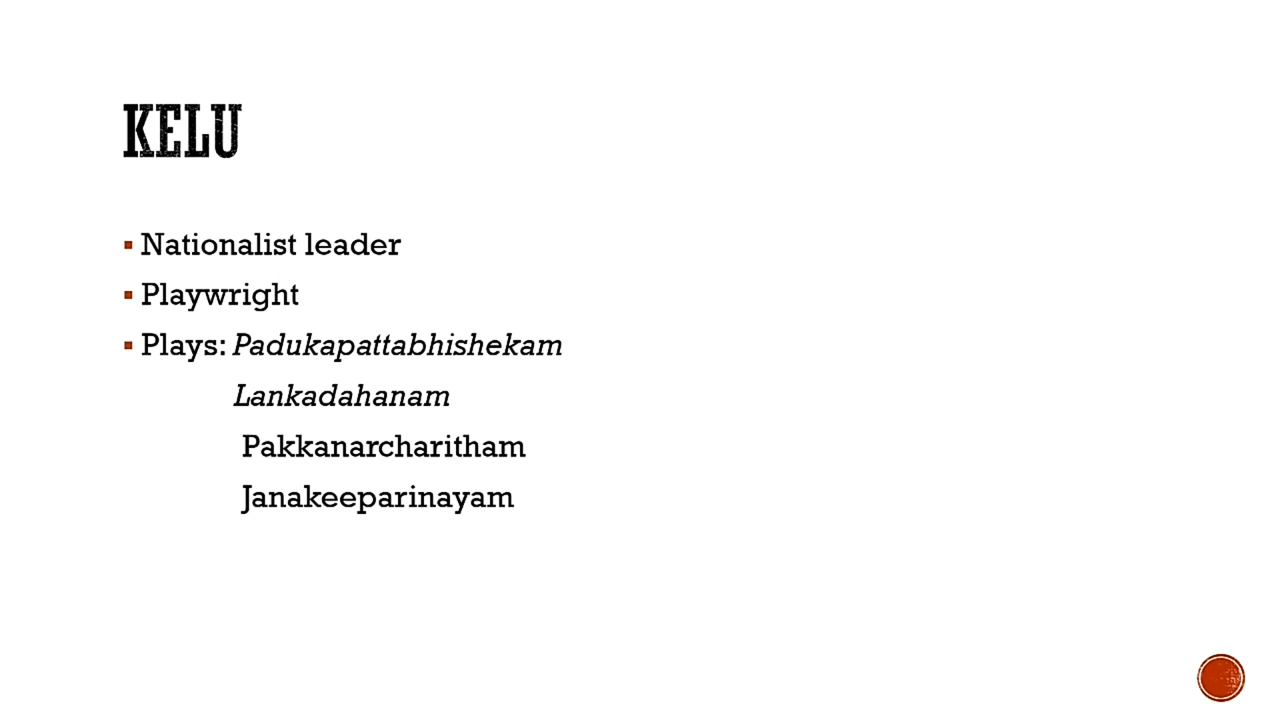 KELU
▪ Nationalist leader
▪ Playwright
▪ Plays: Padukapattabhishekam
Lankadahanam
Pakkanarcharitham
Janakeeparinayam